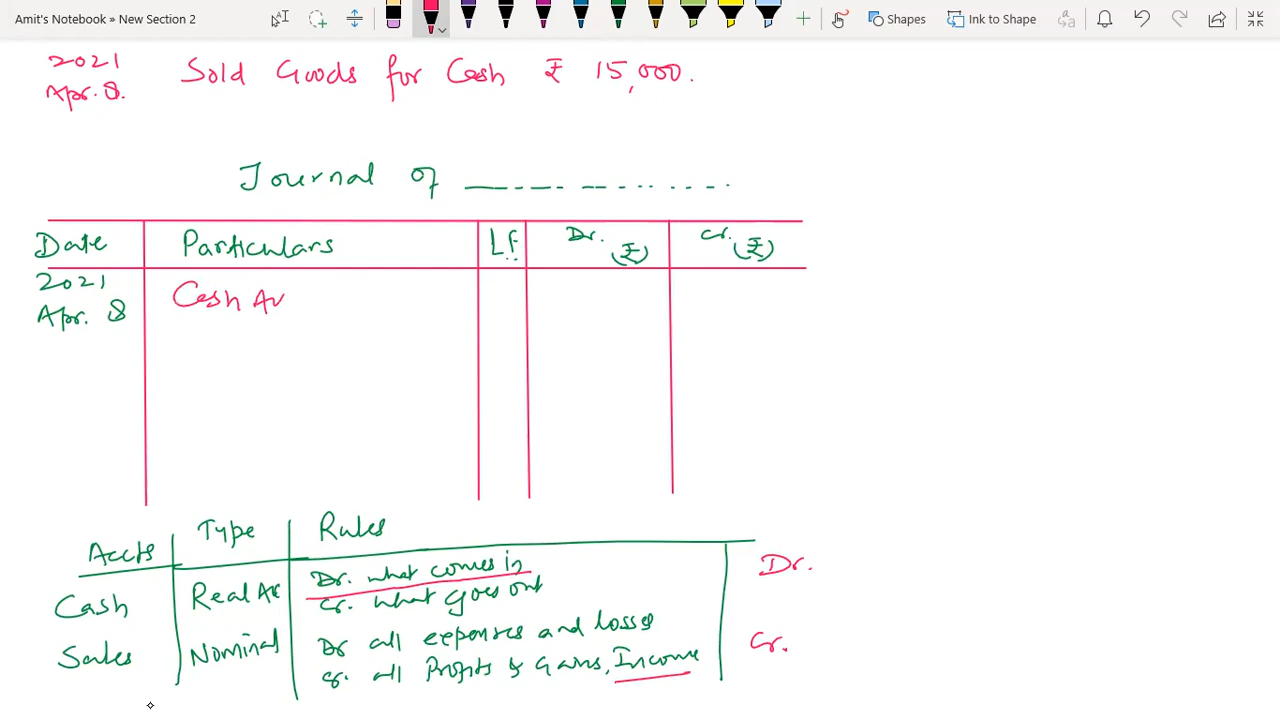 Amit's Notebook » New Section 2
Shapes
Ink to Shape
2021
Apr. 8.
Sold Goods for Cash ₹ 15,000.
Journal of
Date
Particulars
LF
Dr. (₹)
Cr. (₹)
2021
Apr. 8
Cash A/c
Accts
Type
Rules
Cash
Real A/c
Dr. what comes in
Cr. what goes out
Dr.
Sales
Nominal
Dr all expenses and losses
Cr. all Profits & Gains, Income
Cr.